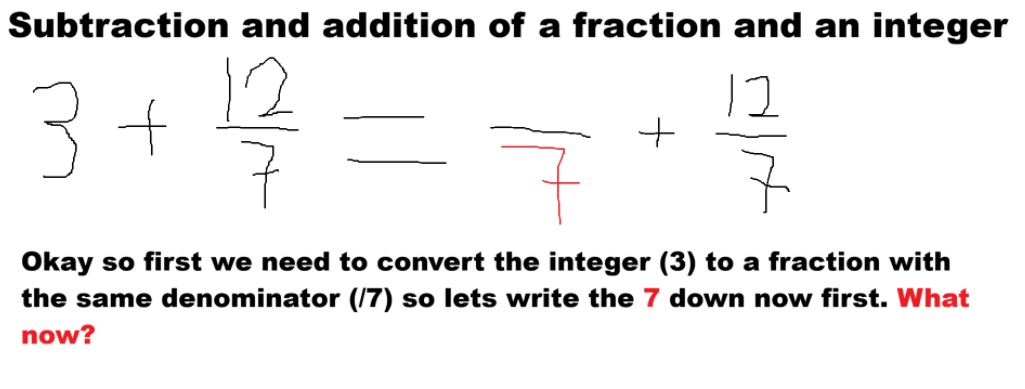 Subtraction and addition of a fraction and an integer
3 + 12/7 = /7 + 12/7
Okay so first we need to convert the integer (3) to a fraction with
the same denominator (/7) so lets write the 7 down now first. What
now?